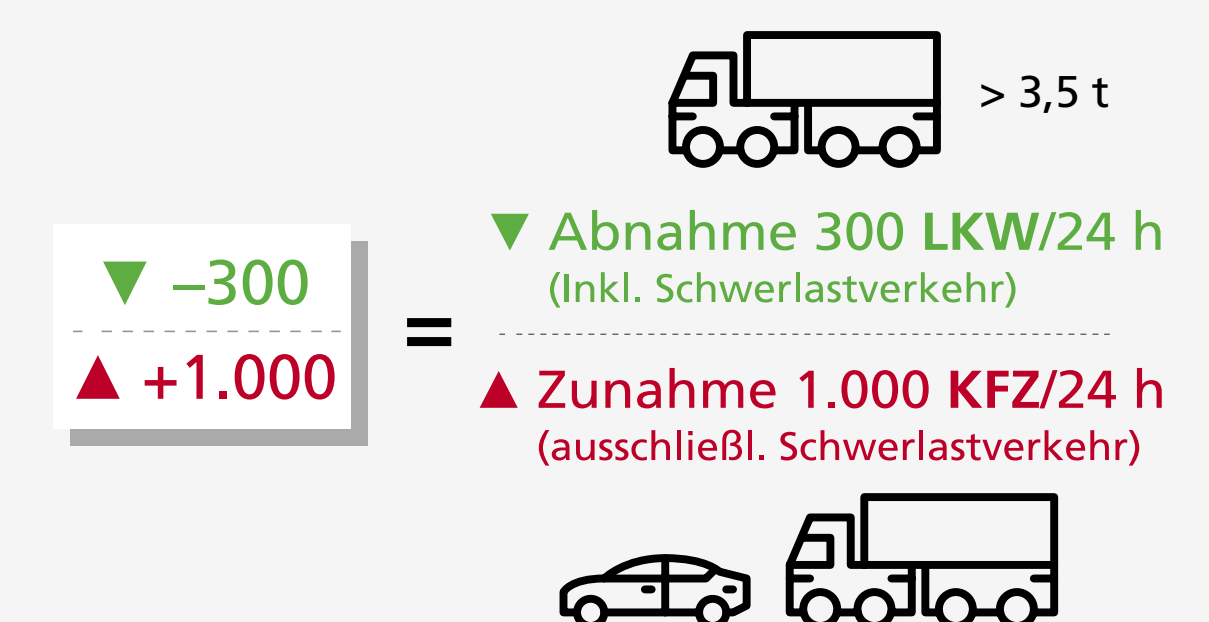 > 3,5 t
▼ –300
▲ +1.000
=
▼ Abnahme 300 LKW/24 h
(Inkl. Schwerlastverkehr)
▲ Zunahme 1.000 KFZ/24 h
(ausschließl. Schwerlastverkehr)